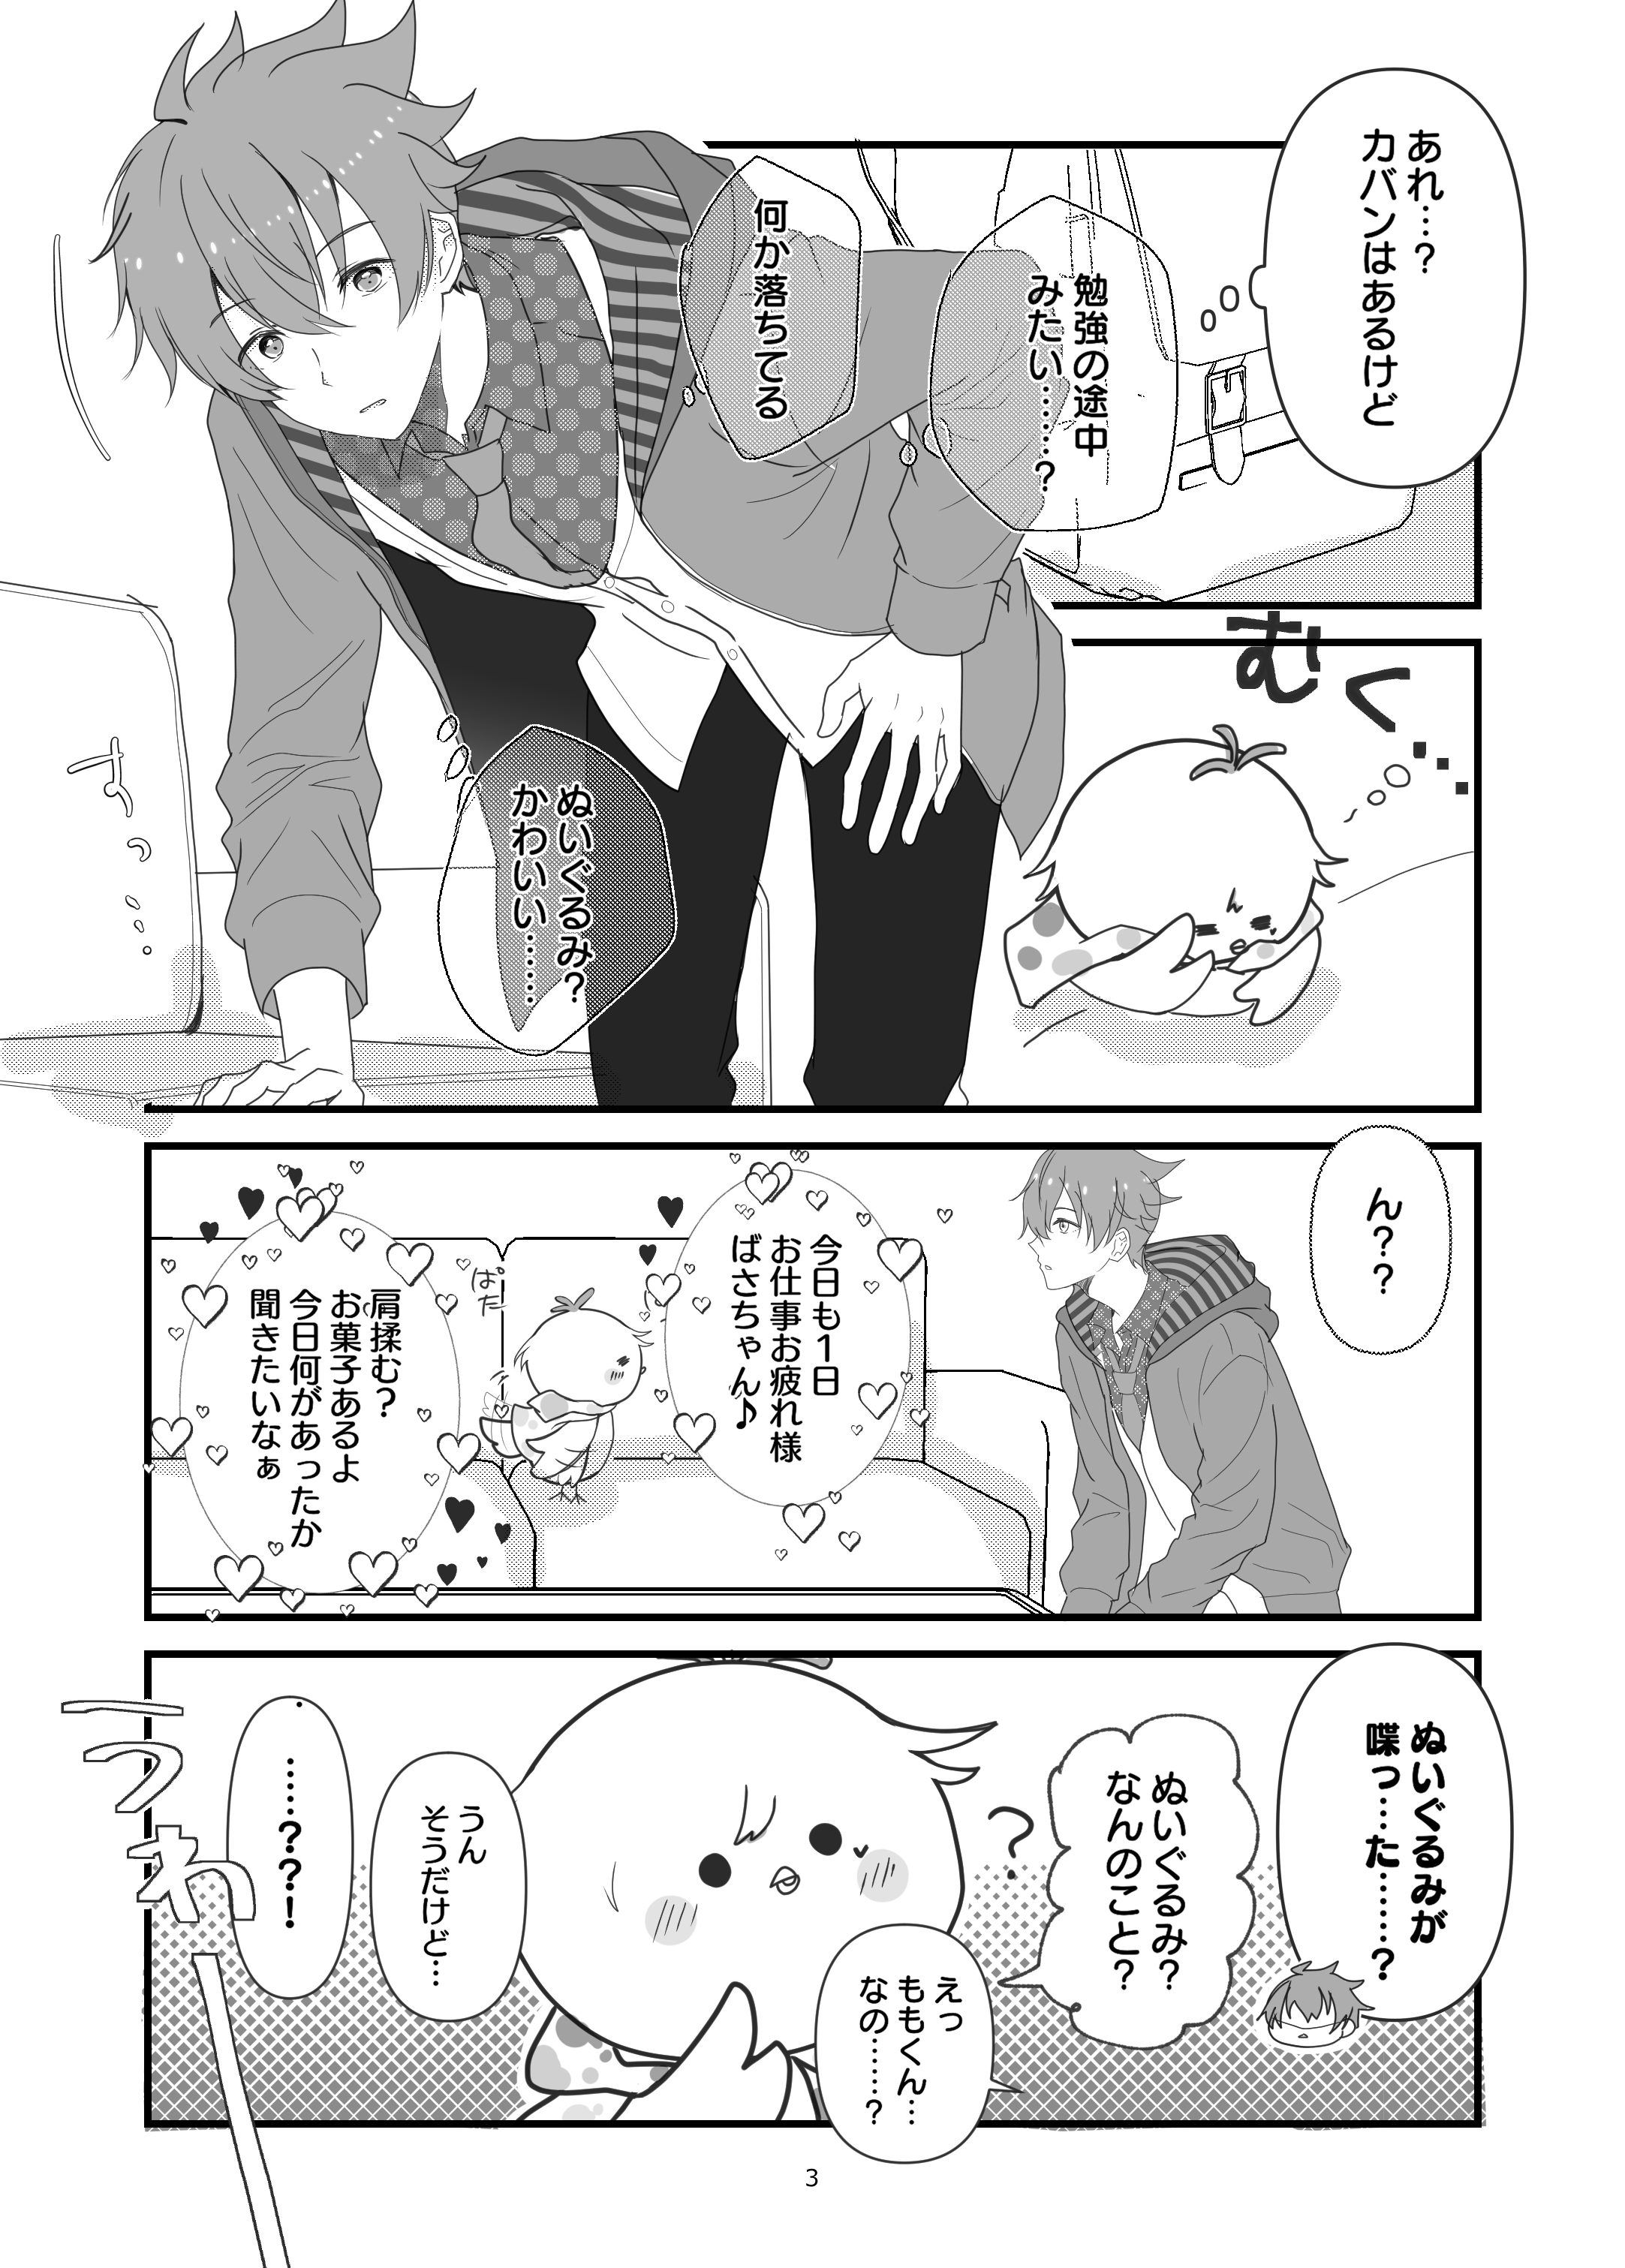 あれ…？
カバンはあるけど
勉強の途中
みたい………？
何か落ちてる
むく…
すっ…
ぬいぐるみ？
かわいい………
ん？？
今日も1日
お仕事お疲れ様
ばさちゃん♪
ぱた
肩揉む？
お菓子あるよ
今日何があったか
聞きたいなぁ
ぬいぐるみが
喋っ…た………？
ぬいぐるみ？
なんのこと？
？
えっ
ももくん…
なの………？
うん
そうだけど…
……？？！
うわ
3